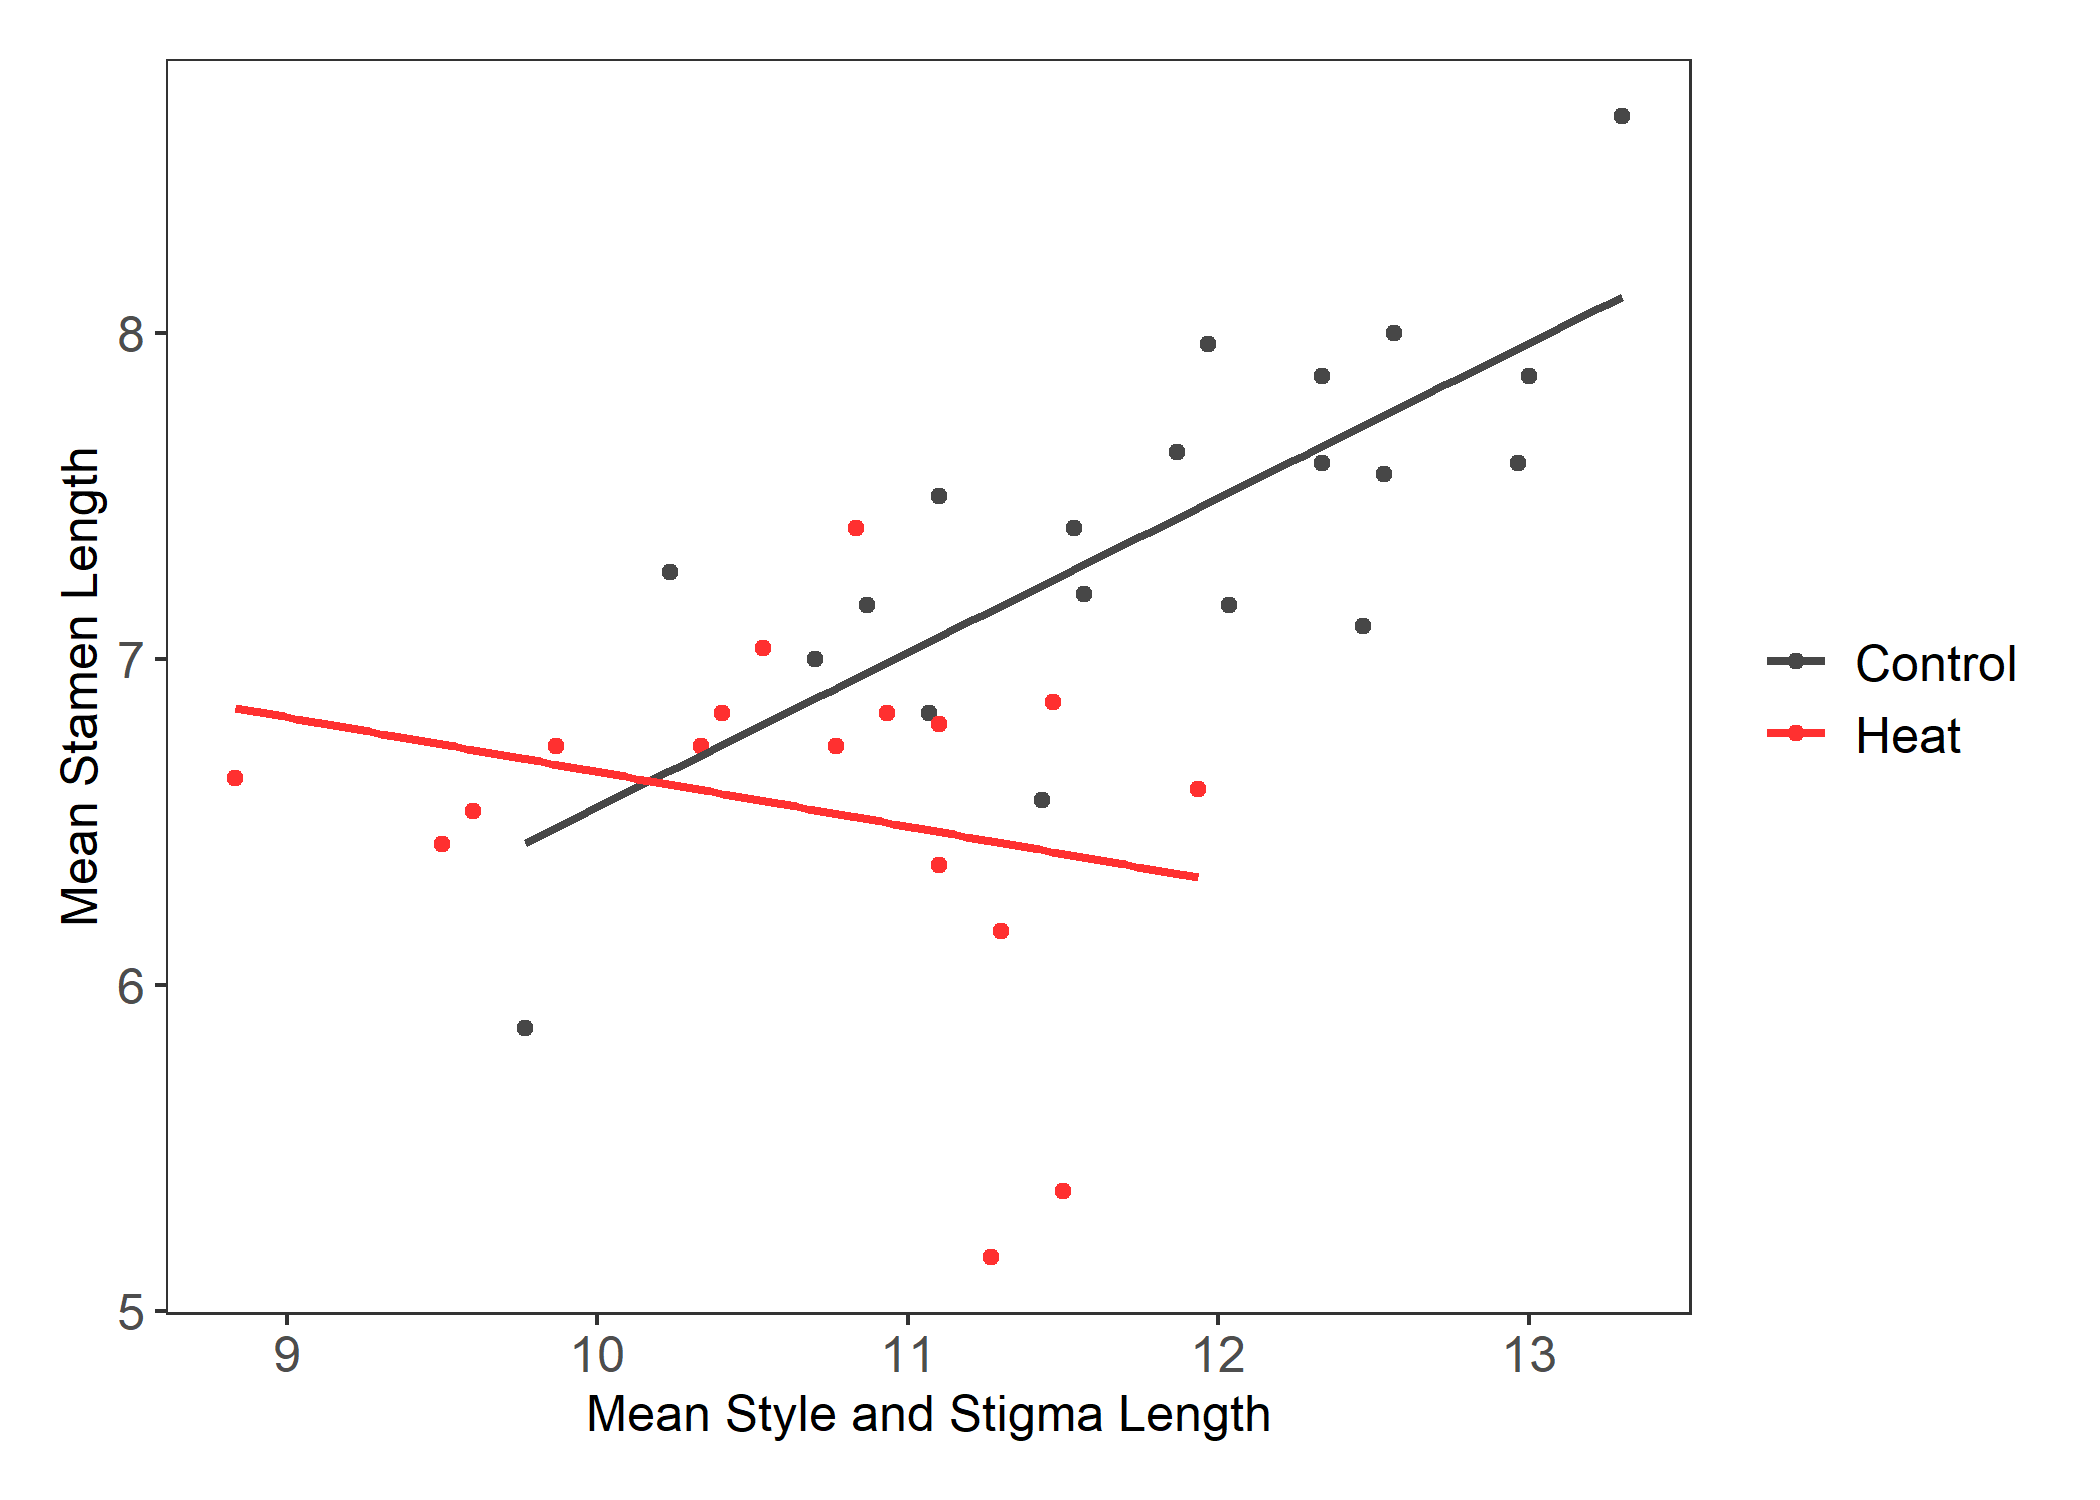 8
7
6
5
9 10 11 12 13
Mean Stamen Length
Mean Style and Stigma Length
Control
Heat